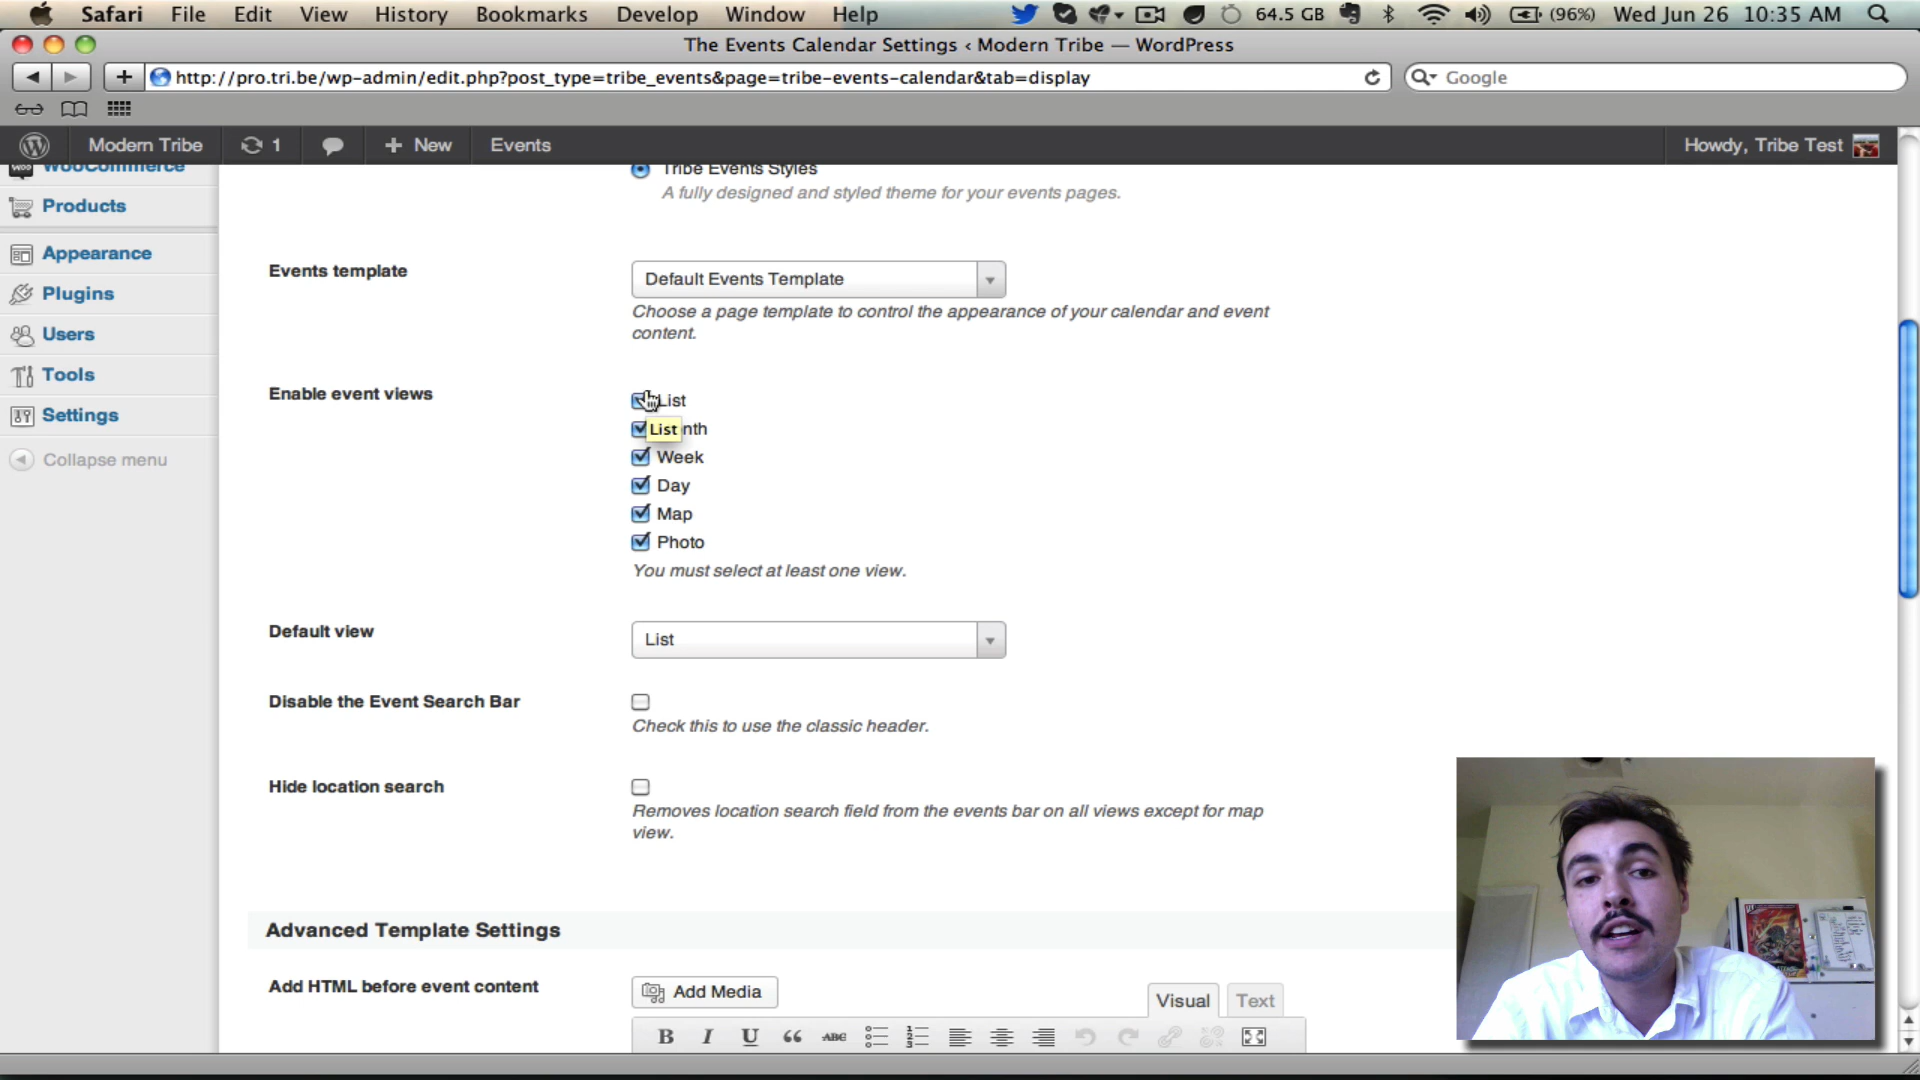 Safari File Edit View History Bookmarks Develop Window Help 64.5 GB (96%) Wed Jun 26 10:35 AM
The Events Calendar Settings ‹ Modern Tribe — WordPress
http://pro.tri.be/wp-admin/edit.php?post_type=tribe_events&page=tribe-events-calendar&tab=display
Google
Modern Tribe 1 + New Events Howdy, Tribe Test
WooCommerce
Products
Appearance
Plugins
Users
Tools
Settings
Collapse menu
Tribe Events Styles
A fully designed and styled theme for your events pages.
Events template
Default Events Template
Choose a page template to control the appearance of your calendar and event
content.
Enable event views
List
List
nth
Week
Day
Map
Photo
You must select at least one view.
Default view
List
Disable the Event Search Bar
Check this to use the classic header.
Hide location search
Removes location search field from the events bar on all views except for map
view.
Advanced Template Settings
Add HTML before event content
Add Media
Visual Text
B I U ABC